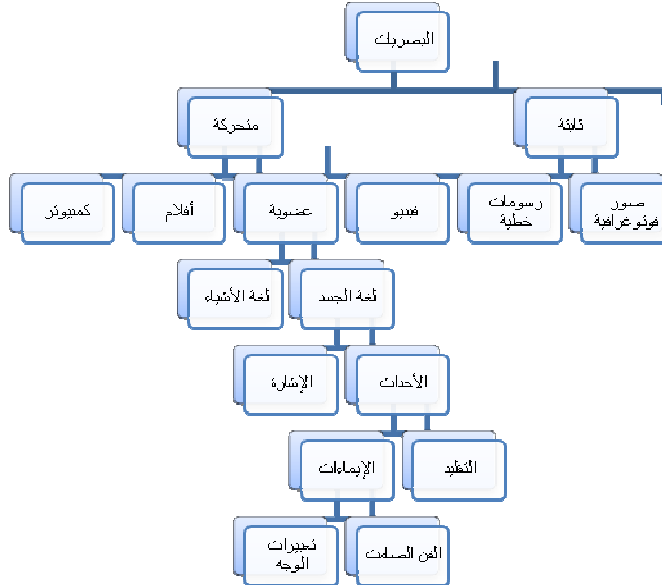 البصريات
ثابتة
متحركة
صور
فوتوغرافية
رسومات
خطية
فيديو
عضوية
أفلام
كمبيوتر
لغة الجسد
لغة الأشياء
الأحداث
الإشارة
التقليد
الإيماءات
الفن الصامت
تعبيرات
الوجه